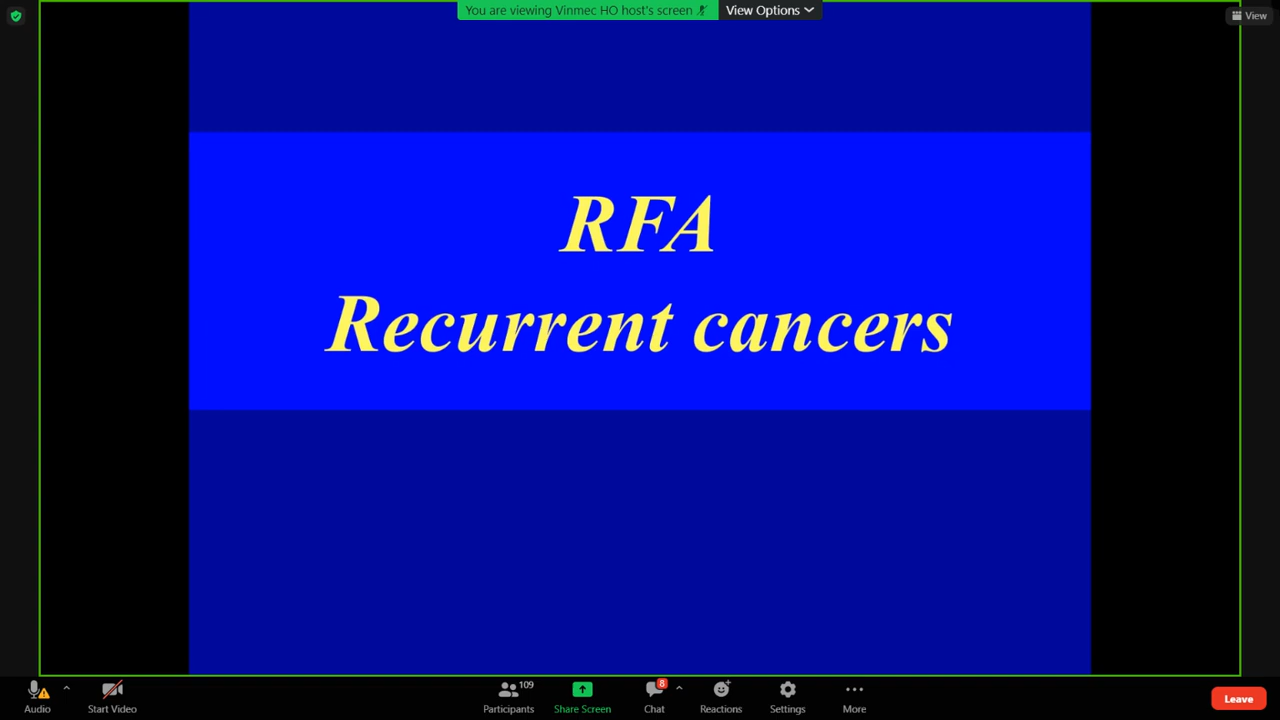 You are viewing Vinmec HO host's screen
View Options
View
RFA
Recurrent cancers
Audio
Start Video
Participants
109
Share Screen
Chat
8
Reactions
Settings
More
Leave